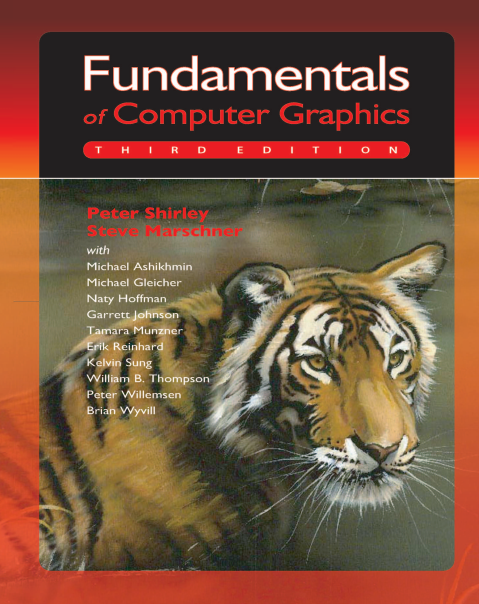 Fundamentals
of Computer Graphics
THIRD EDITION
Peter Shirley
Steve Marschner
with
Michael Ashikhmin
Michael Gleicher
Naty Hoffman
Garrett Johnson
Tamara Munzner
Erik Reinhard
Kelvin Sung
William B. Thompson
Peter Willemsen
Brian Wyvill